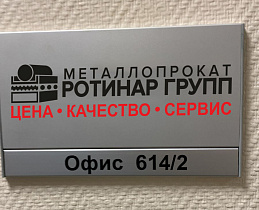 МЕТАЛЛОПРОКАТ
РОТИНАР ГРУПП
ЦЕНА • КАЧЕСТВО • СЕРВИС
Офис 614/2